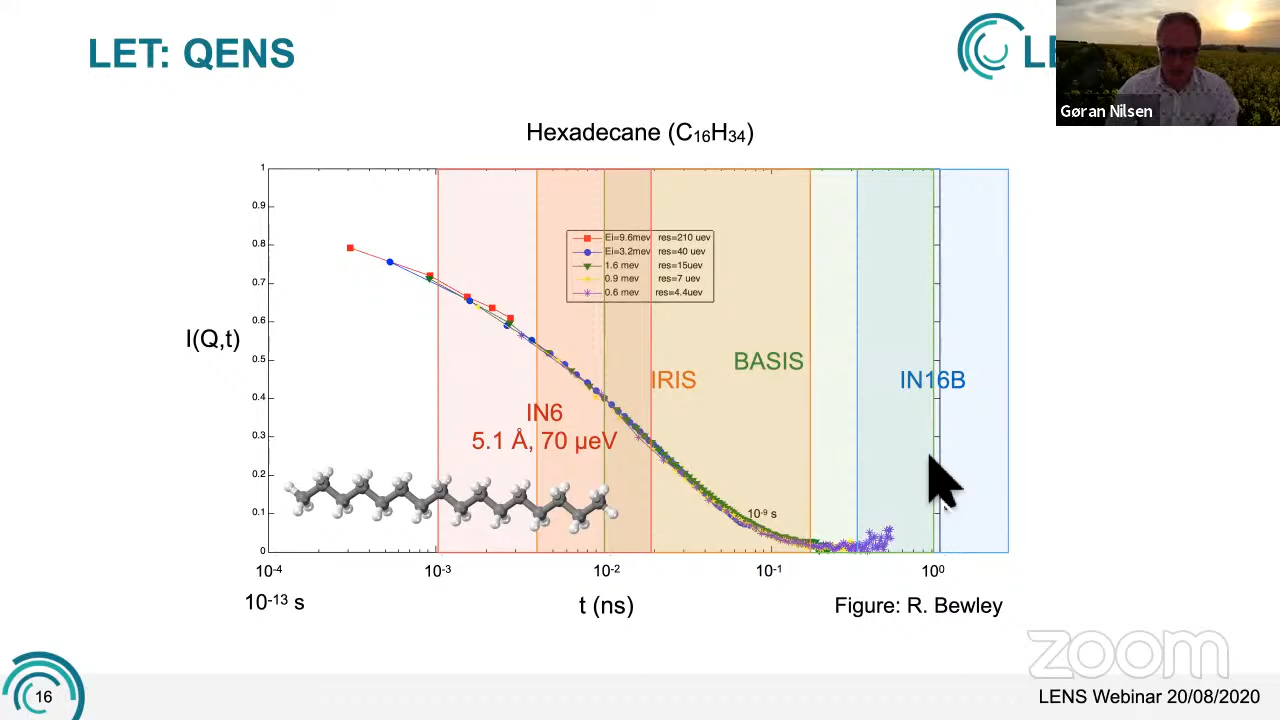 LET: QENS
LE
Gøran Nilsen
Hexadecane (C₁₆H₃₄)
1
0.9
0.8
0.7
0.6
0.5
0.4
0.3
0.2
0.1
0
I(Q,t)
Ei=9.6mev res=210 uev
Ei=3.2mev res=40 uev
1.6 mev res=15uev
0.9 mev res=7 uev
0.6 mev res=4.4uev
BASIS
IRIS
IN16B
IN6
5.1 Å, 70 µeV
10⁻⁹ s
10⁻⁴
10⁻³
10⁻²
10⁻¹
10⁰
10⁻¹³ s
t (ns)
Figure: R. Bewley
zoom
16
LENS Webinar 20/08/2020